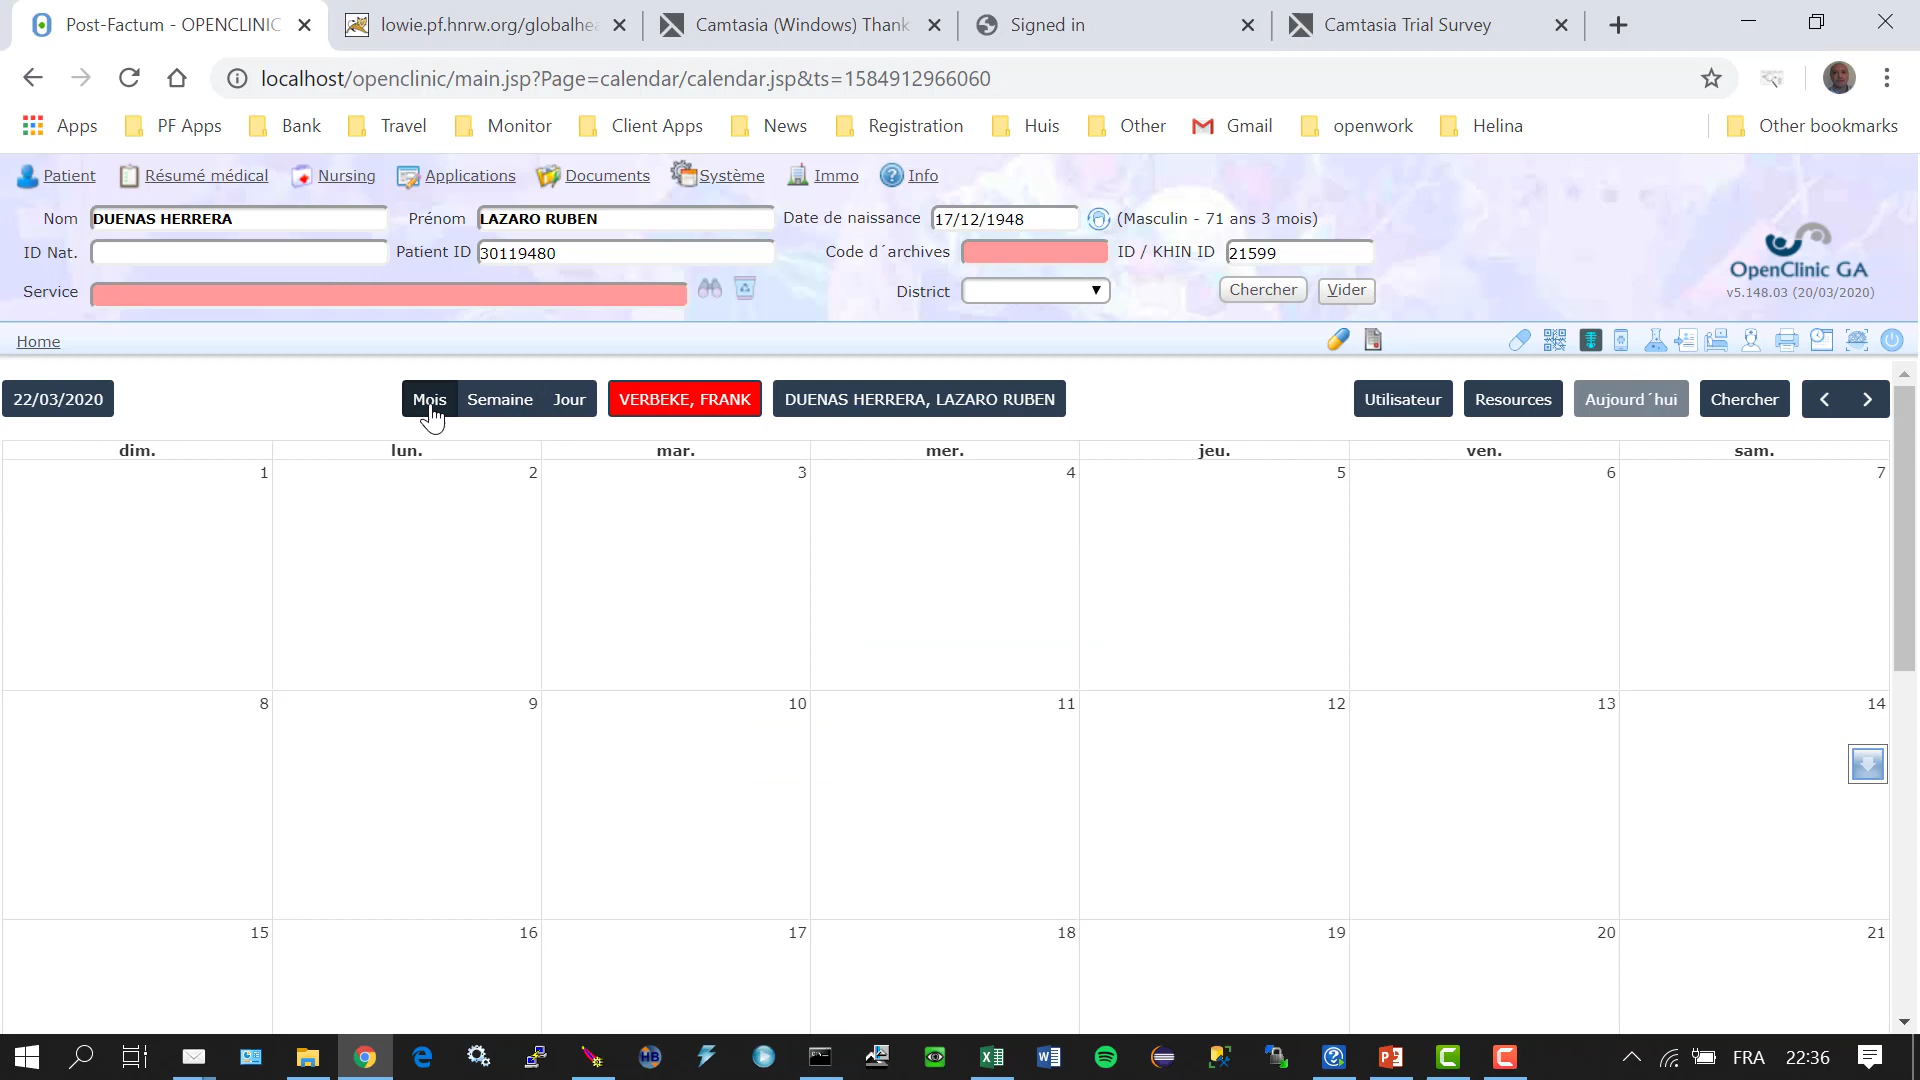 Post-Factum - OPENCLINIC
lowie.pf.hnrw.org/globalhea
Camtasia (Windows) Thank
Signed in
Camtasia Trial Survey
localhost/openclinic/main.jsp?Page=calendar/calendar.jsp&ts=1584912966060
Apps PF Apps Bank Travel Monitor Client Apps News Registration Huis Other Gmail openwork Helina Other bookmarks
Patient Résumé médical Nursing Applications Documents Système Immo Info
Nom DUENAS HERRERA Prénom LAZARO RUBEN Date de naissance 17/12/1948 (Masculin - 71 ans 3 mois)
ID Nat. Patient ID 30119480 Code d´archives ID / KHIN ID 21599
Service District Chercher Vider
OpenClinic GA
v5.148.03 (20/03/2020)
Home
22/03/2020 Mois Semaine Jour VERBEKE, FRANK DUENAS HERRERA, LAZARO RUBEN Utilisateur Resources Aujourd´hui Chercher
dim. lun. mar. mer. jeu. ven. sam.
1 2 3 4 5 6 7
8 9 10 11 12 13 14
15 16 17 18 19 20 21
HB
FRA 22:36